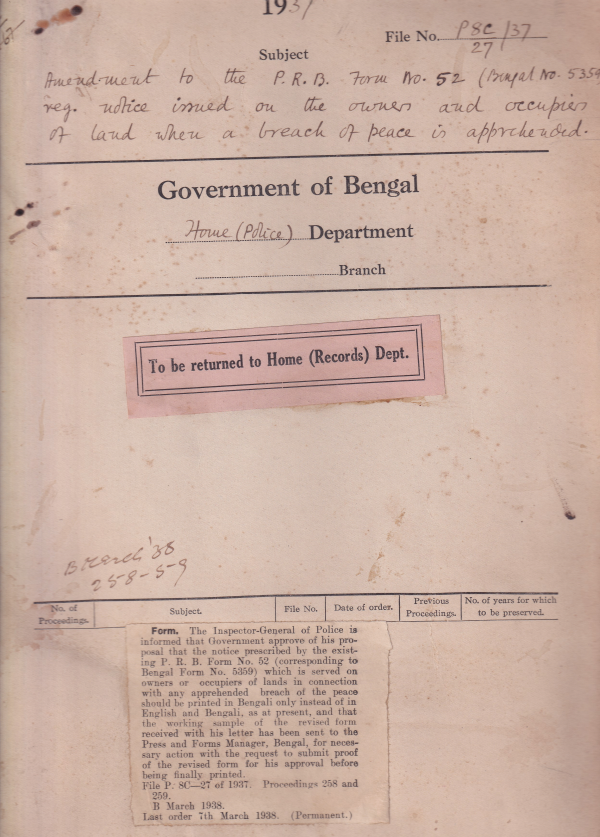 1937
File No. P8C/37
27
Subject
Amendment to the P. R. B. Form No. 52 (Bengal No. 5359
reg. notice issued on the owners and occupiers
of land when a breach of peace is apprehended.
Government of Bengal
Home (Police) Department
Branch
To be returned to Home (Records) Dept.
B March '38
258-59
No. of Proceedings. Subject. File No. Date of order. Previous Proceedings. No. of years for which to be preserved.
Form. The Inspector-General of Police is
informed that Government approve of his pro-
posal that the notice prescribed by the exist-
ing P. R. B. Form No. 52 (corresponding to
Bengal Form No. 5359) which is served on
owners or occupiers of lands in connection
with any apprehended breach of the peace
should be printed in Bengali only instead of in
English and Bengali, as at present, and that
the working sample of the revised form
received with his letter has been sent to the
Press and Forms Manager, Bengal, for neces-
sary action with the request to submit proof
of the revised form for his approval before
being finally printed.
File P. 8C—27 of 1937. Proceedings 258 and
259.
B March 1938.
Last order 7th March 1938. (Permanent.)